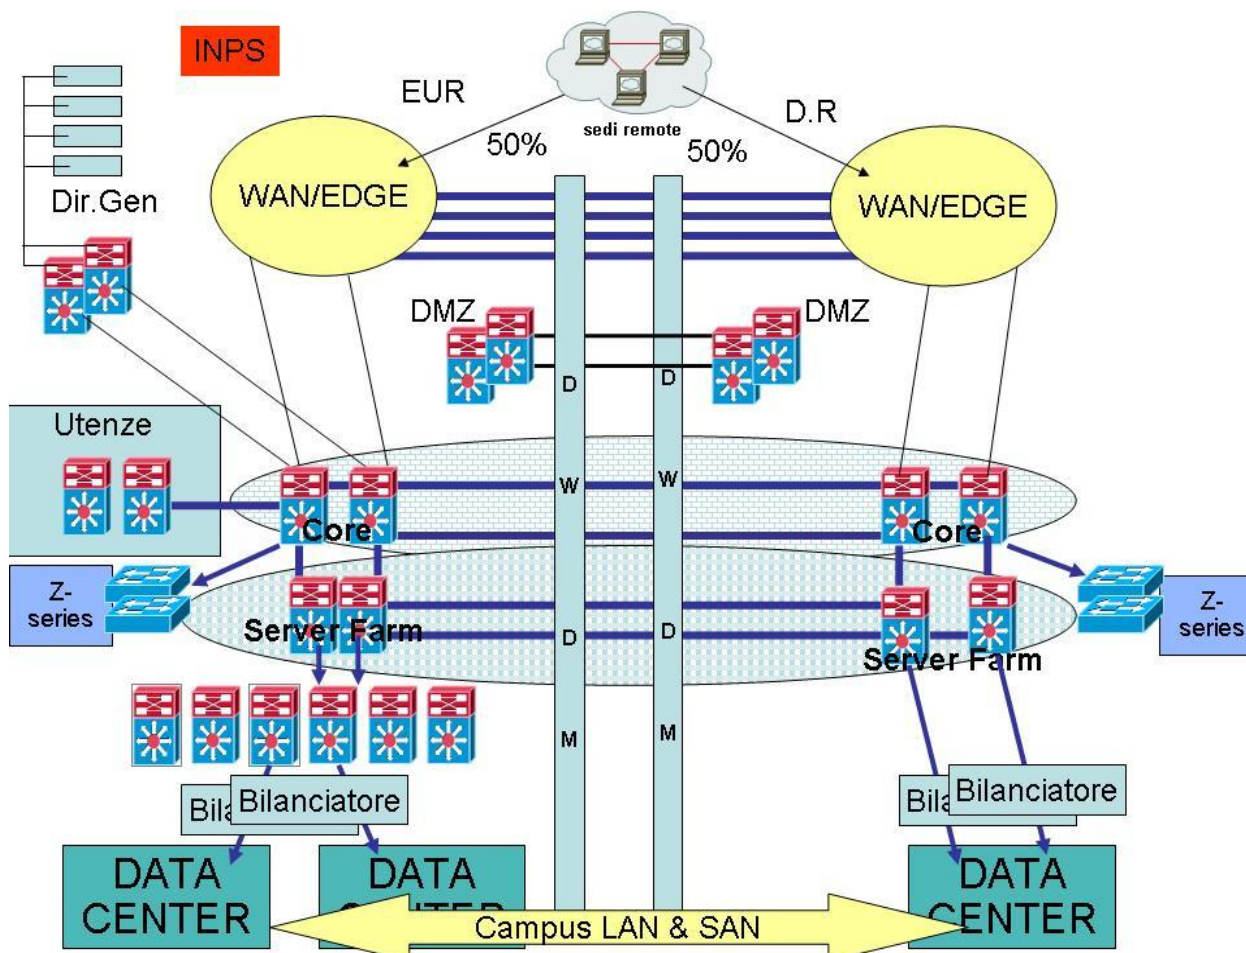 INPS
EUR
sedi remote
D.R
50%
50%
Dir.Gen
WAN/EDGE
WAN/EDGE
DMZ
DMZ
D
W
D
M
D
W
D
M
Utenze
Core
Core
Z-
series
Z-
series
Server Farm
Server Farm
Bila
Bilanciatore
Bila
Bilanciatore
DATA
CENTER
DATA
DATA
CENTER
Campus LAN & SAN